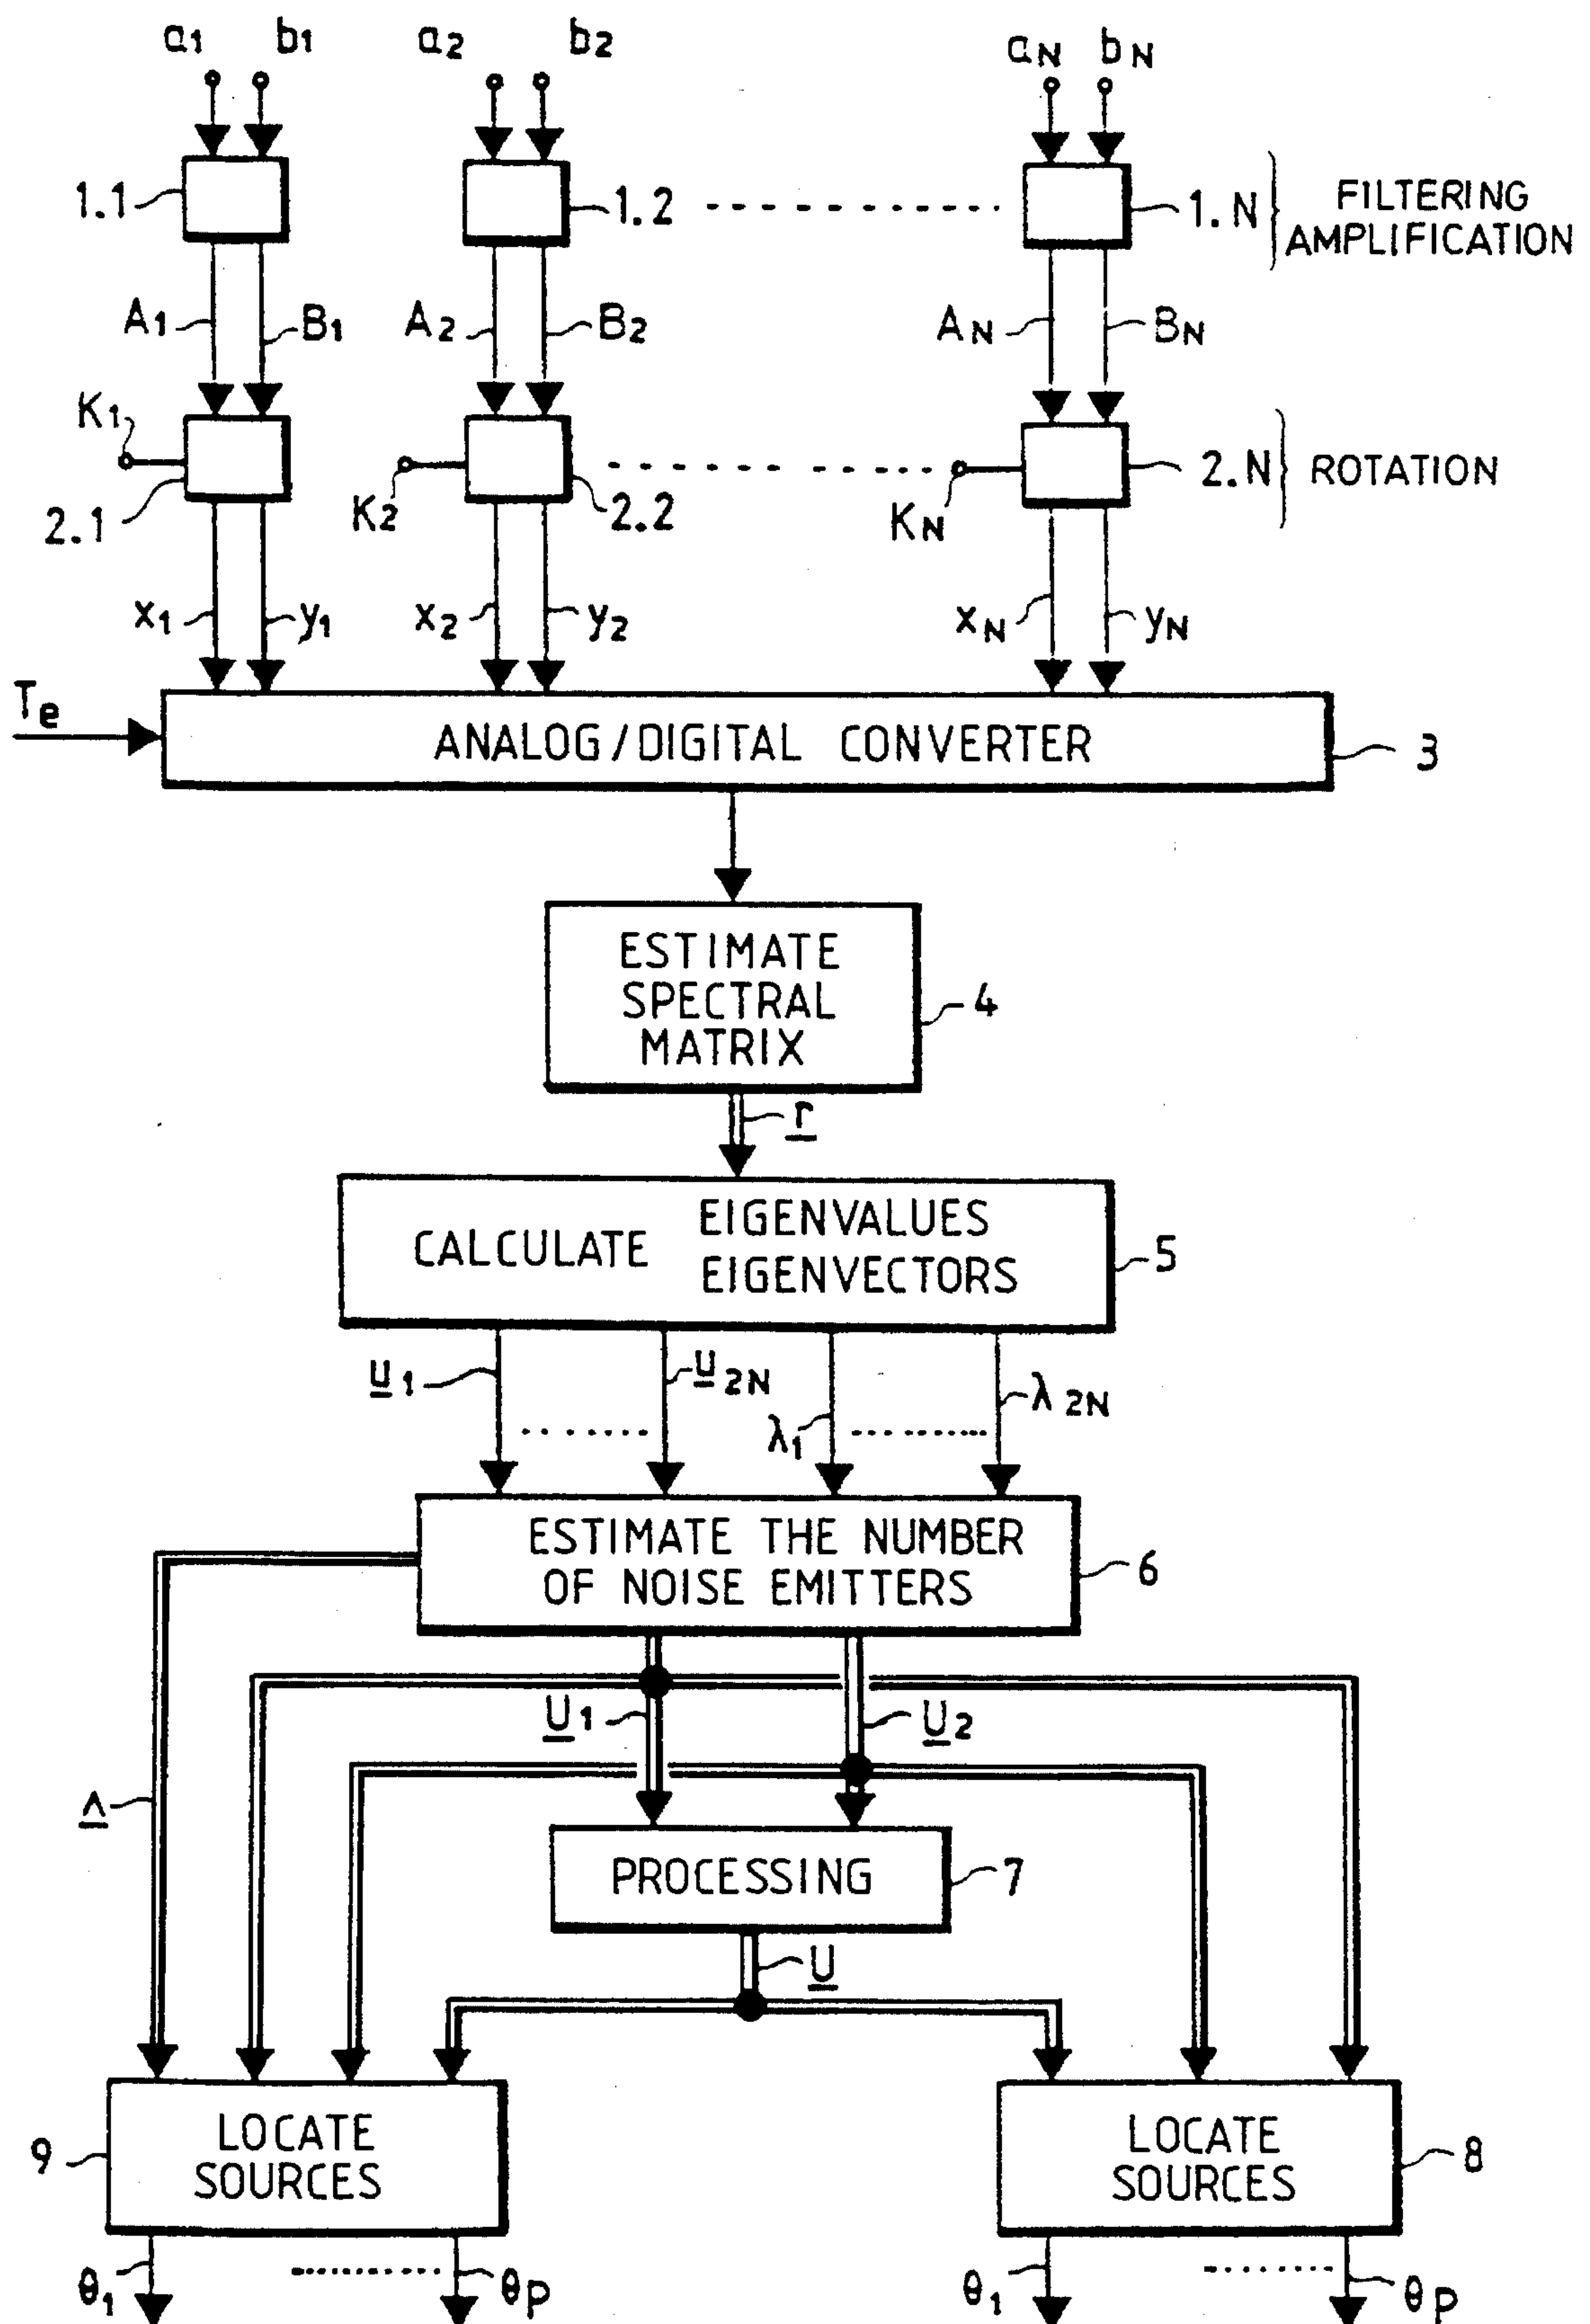 a1 b1 a2 b2 aN bN
1.1 1.2 1.N FILTERING
AMPLIFICATION
A1 B1 A2 B2 AN BN
K1 K2 KN
2.1 2.2 2.N ROTATION
x1 y1 x2 y2 xN yN
Te
ANALOG/DIGITAL CONVERTER 3
ESTIMATE
SPECTRAL
MATRIX
4
r
CALCULATE EIGENVALUES
EIGENVECTORS
5
u1 u2N λ1 λ2N
ESTIMATE THE NUMBER
OF NOISE EMITTERS
6
U1 U2
Λ
PROCESSING 7
U
9 LOCATE
SOURCES
LOCATE
SOURCES 8
θ1 θP θ1 θP